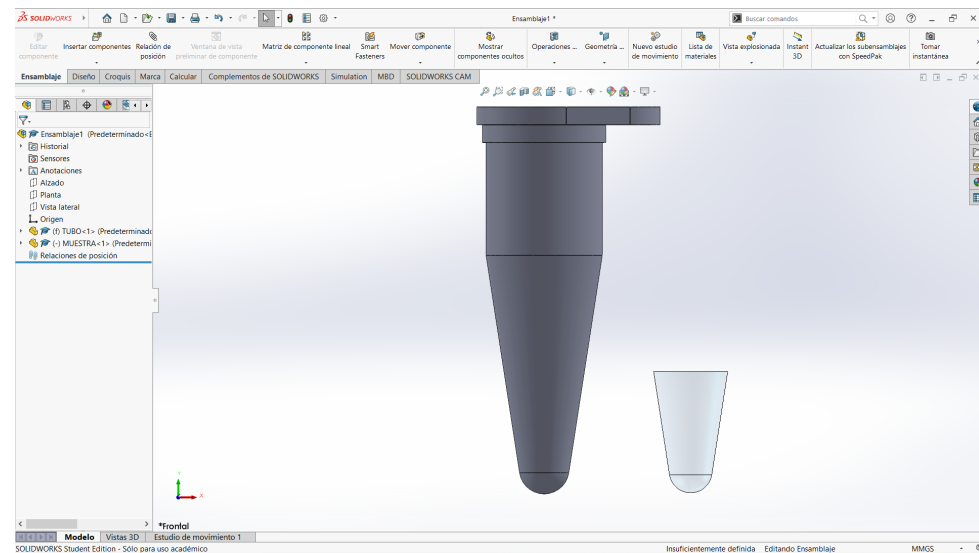 SOLIDWORKS
Ensamblaje1 *
Buscar comandos
Editar componente
Insertar componentes
Relación de posición
Ventana de vista preliminar de componente
Matriz de componente lineal
Smart Fasteners
Mover componente
Mostrar componentes ocultos
Operaciones ...
Geometría ...
Nuevo estudio de movimiento
Lista de materiales
Vista explosionada
Instant 3D
Actualizar los subensamblajes con SpeedPak
Tomar instantánea
Ensamblaje Diseño Croquis Marca Calcular Complementos de SOLIDWORKS Simulation MBD SOLIDWORKS CAM
Ensamblaje1 (Predeterminado<E
Historial
Sensores
Anotaciones
Alzado
Planta
Vista lateral
Origen
(f) TUBO<1> (Predeterminado
(-) MUESTRA<1> (Predetermi
Relaciones de posición
Y
X
*Frontal
Modelo Vistas 3D Estudio de movimiento 1
SOLIDWORKS Student Edition - Sólo para uso académico
Insuficientemente definida Editando Ensamblaje MMGS